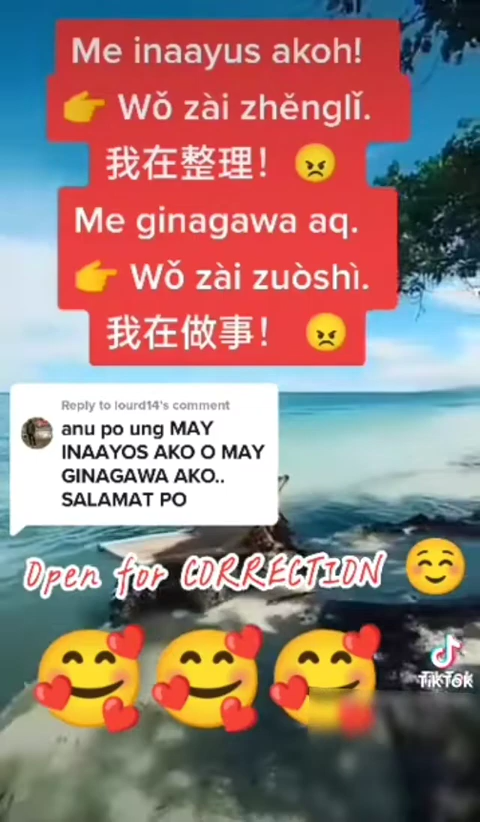 Me inaayus akoh!
👉 Wǒ zài zhěnglǐ.
我在整理! 😠
Me ginagawa aq.
👉 Wǒ zài zuòshì.
我在做事! 😠
Reply to lourd14's comment
anu po ung MAY
INAAYOS AKO O MAY
GINAGAWA AKO..
SALAMAT PO
Open for CORRECTION ☺️
TikTok